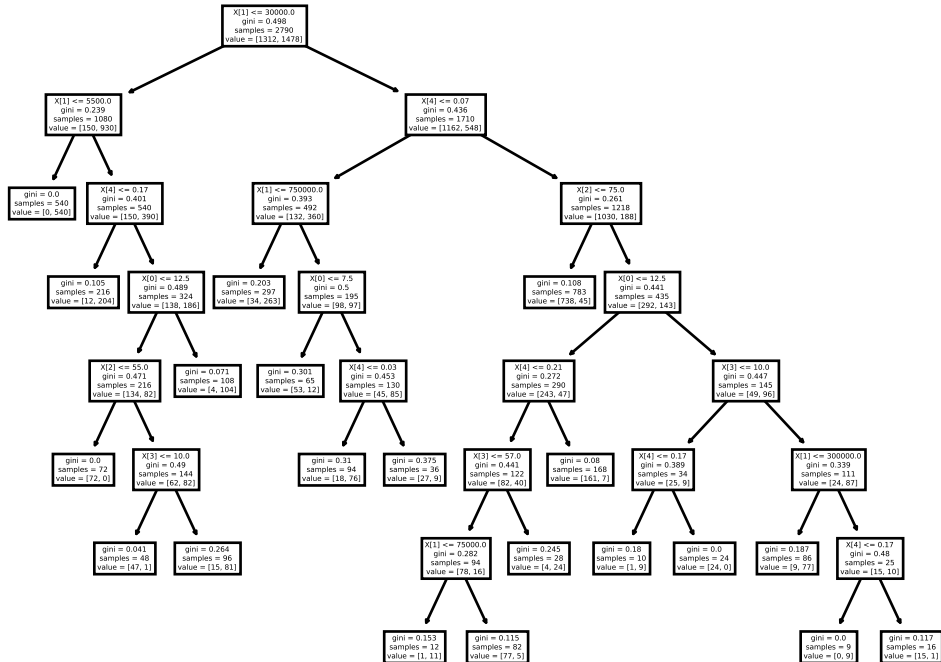 X[1] <= 30000.0
gini = 0.498
samples = 2790
value = [1312, 1478]
X[1] <= 5500.0
gini = 0.239
samples = 1080
value = [150, 930]
X[4] <= 0.07
gini = 0.436
samples = 1710
value = [1162, 548]
gini = 0.0
samples = 540
value = [0, 540]
X[4] <= 0.17
gini = 0.401
samples = 540
value = [150, 390]
X[1] <= 750000.0
gini = 0.393
samples = 492
value = [132, 360]
X[2] <= 75.0
gini = 0.261
samples = 1218
value = [1030, 188]
gini = 0.105
samples = 216
value = [12, 204]
X[0] <= 12.5
gini = 0.489
samples = 324
value = [138, 186]
gini = 0.203
samples = 297
value = [34, 263]
X[0] <= 7.5
gini = 0.5
samples = 195
value = [98, 97]
gini = 0.108
samples = 783
value = [738, 45]
X[0] <= 12.5
gini = 0.441
samples = 435
value = [292, 143]
X[2] <= 55.0
gini = 0.471
samples = 216
value = [134, 82]
gini = 0.071
samples = 108
value = [4, 104]
gini = 0.301
samples = 65
value = [53, 12]
X[4] <= 0.03
gini = 0.453
samples = 130
value = [45, 85]
X[4] <= 0.21
gini = 0.272
samples = 290
value = [243, 47]
X[3] <= 10.0
gini = 0.447
samples = 145
value = [49, 96]
gini = 0.0
samples = 72
value = [72, 0]
X[3] <= 10.0
gini = 0.49
samples = 144
value = [62, 82]
gini = 0.31
samples = 94
value = [18, 76]
gini = 0.375
samples = 36
value = [27, 9]
X[3] <= 57.0
gini = 0.441
samples = 122
value = [82, 40]
gini = 0.08
samples = 168
value = [161, 7]
X[4] <= 0.17
gini = 0.389
samples = 34
value = [25, 9]
X[1] <= 300000.0
gini = 0.339
samples = 111
value = [24, 87]
gini = 0.041
samples = 48
value = [47, 1]
gini = 0.264
samples = 96
value = [15, 81]
X[1] <= 75000.0
gini = 0.282
samples = 94
value = [78, 16]
gini = 0.245
samples = 28
value = [4, 24]
gini = 0.18
samples = 10
value = [1, 9]
gini = 0.0
samples = 24
value = [24, 0]
gini = 0.187
samples = 86
value = [9, 77]
X[4] <= 0.17
gini = 0.48
samples = 25
value = [15, 10]
gini = 0.153
samples = 12
value = [1, 11]
gini = 0.115
samples = 82
value = [77, 5]
gini = 0.0
samples = 9
value = [0, 9]
gini = 0.117
samples = 16
value = [15, 1]